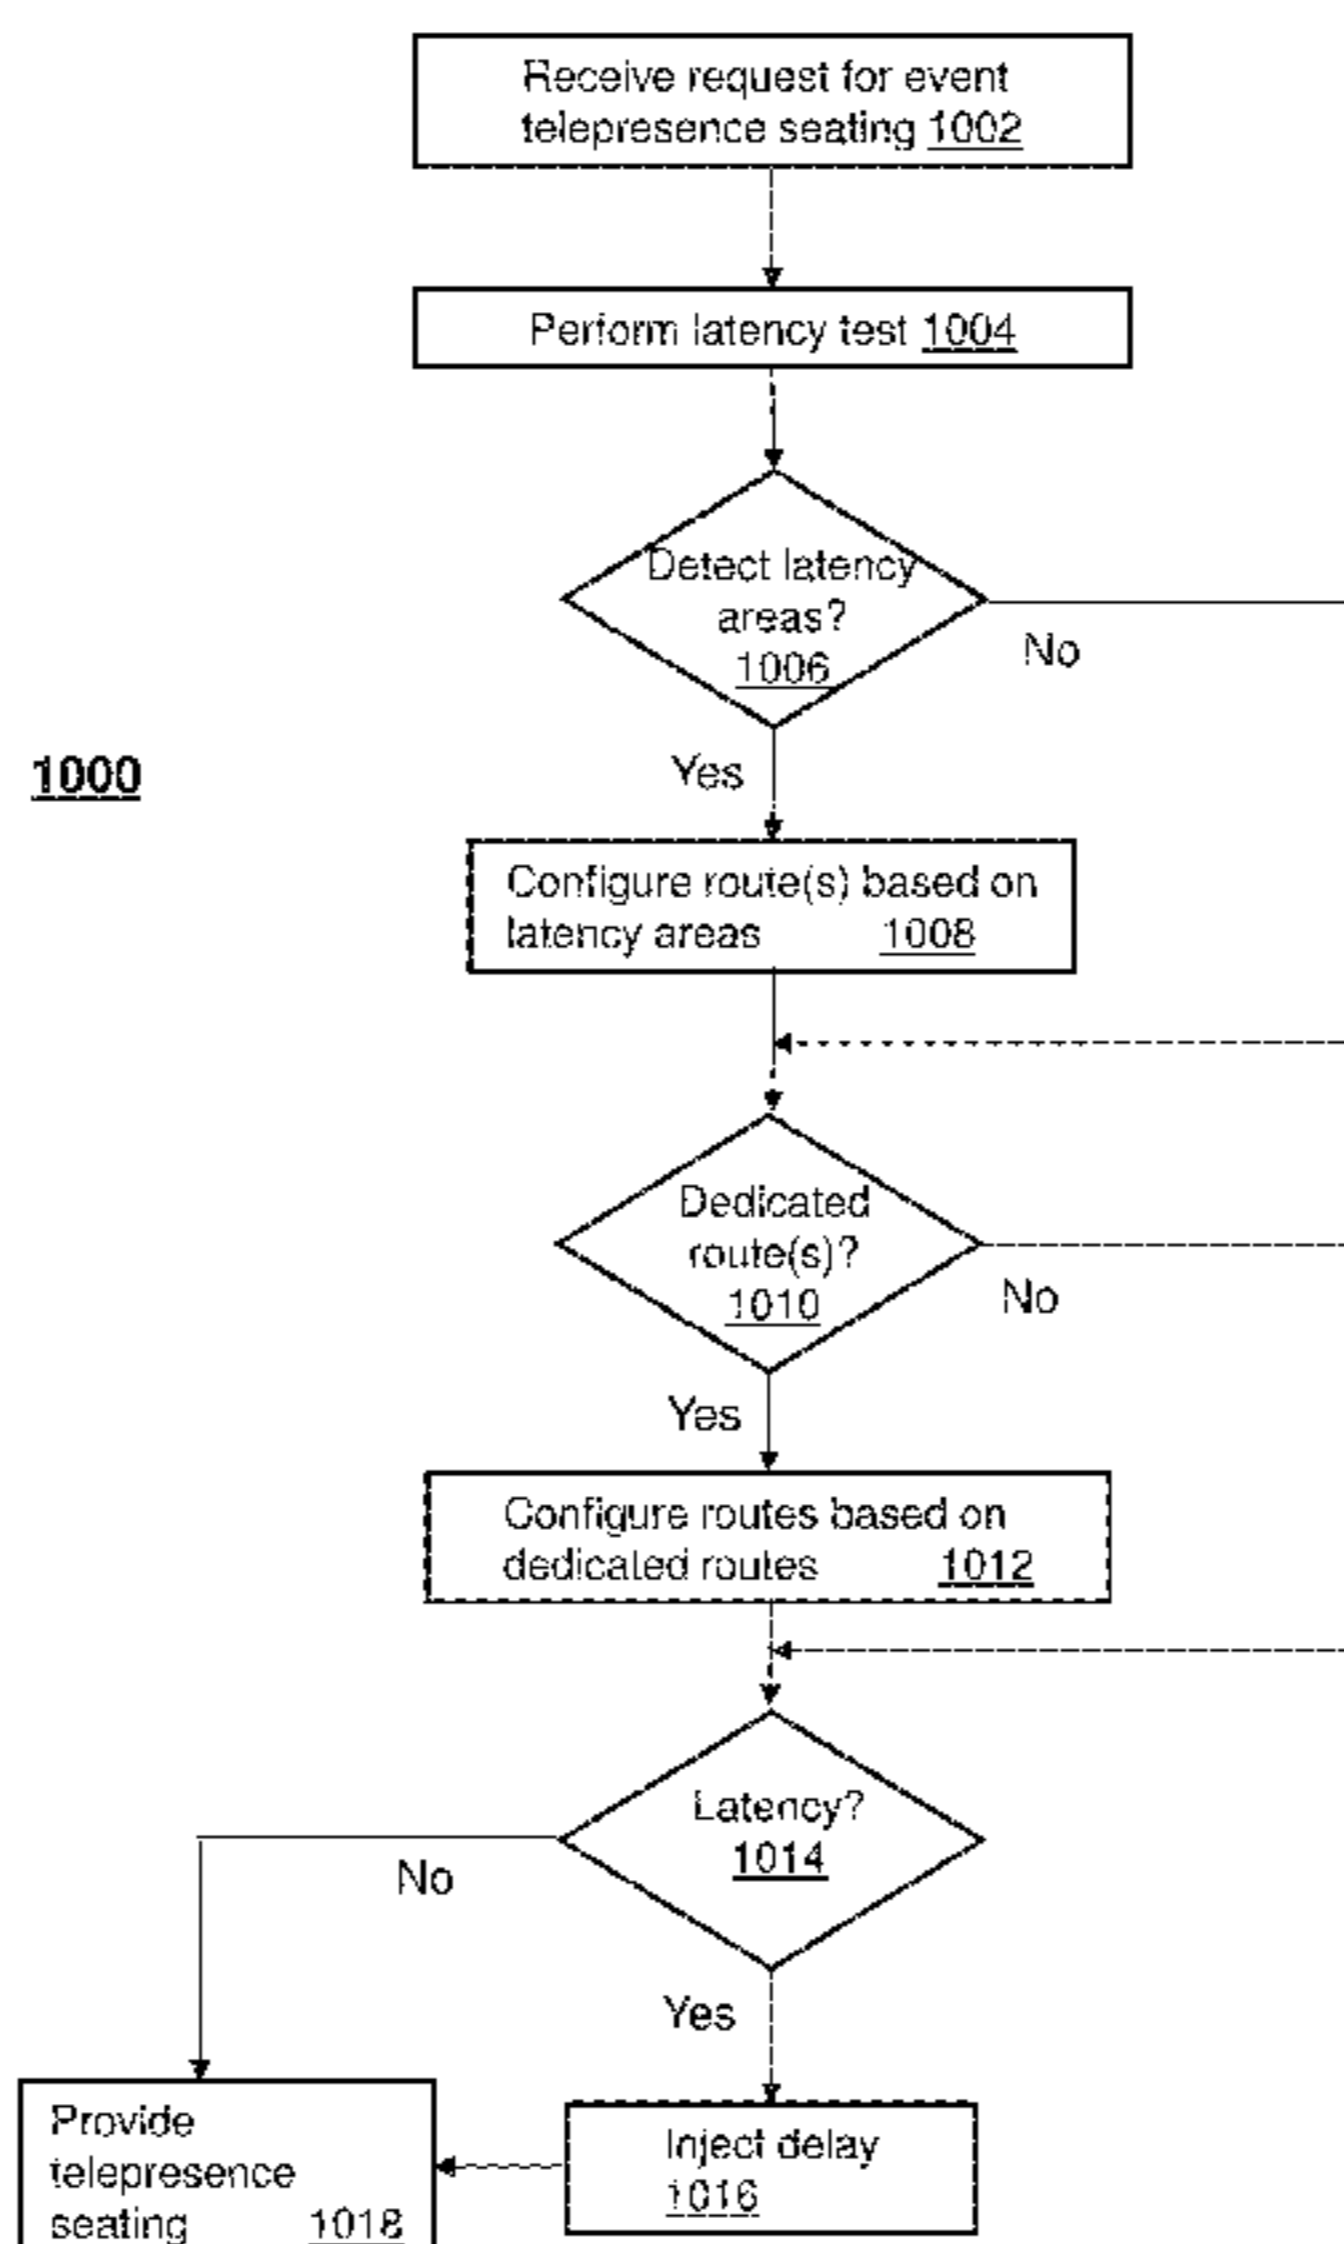 Receive request for event
telepresence seating 1002
Perform latency test 1004
Detect latency
areas?
1006
No
Yes
1000
Configure route(s) based on
latency areas 1008
Dedicated
route(s)?
1010
No
Yes
Configure routes based on
dedicated routes 1012
Latency?
1014
No
Yes
Provide
telepresence
seating 1018
Inject delay
1016